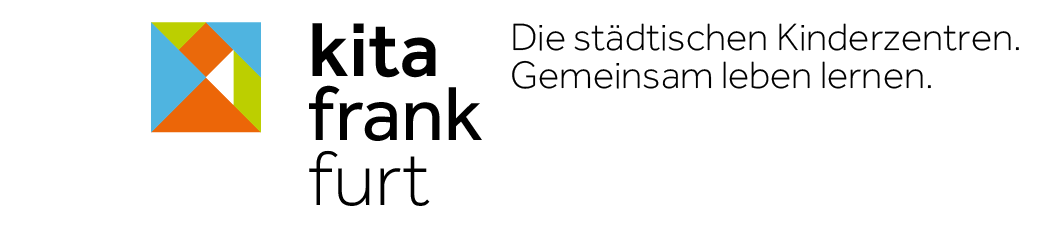 kita
frank
furt
Die städtischen Kinderzentren.
Gemeinsam leben lernen.